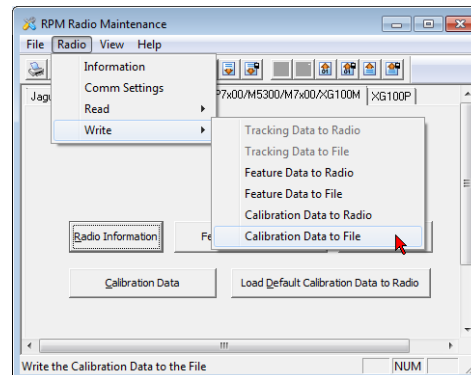 RPM Radio Maintenance
File Radio View Help
Information
Comm Settings
Read
Write
P7x00/M5300/M7x00/XG100M XG100P
Tracking Data to Radio
Tracking Data to File
Feature Data to Radio
Feature Data to File
Calibration Data to Radio
Calibration Data to File
Radio Information
Calibration Data Load Default Calibration Data to Radio
Write the Calibration Data to the File NUM